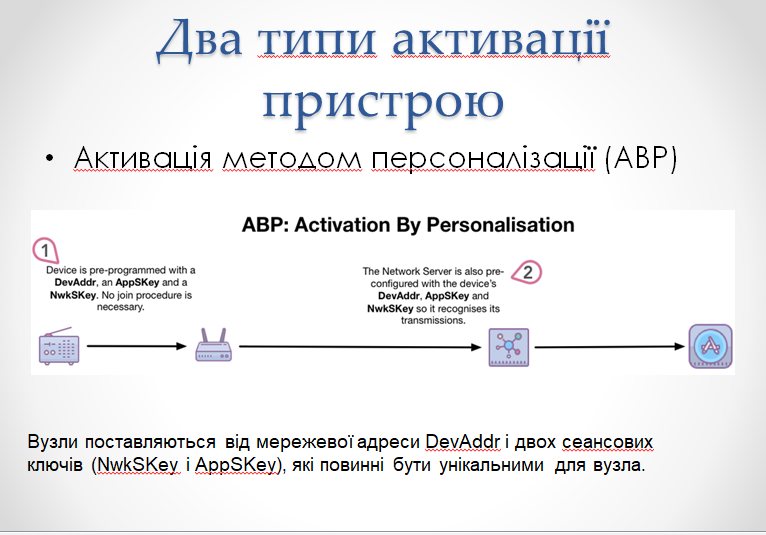 Два типи активації
пристрою
• Активація методом персоналізації (ABP)
ABP: Activation By Personalisation
1
Device is pre-programmed with a
DevAddr, an AppSKey and a
NwkSKey. No join procedure is
necessary.
2
The Network Server is also pre-
configured with the device's
DevAddr, AppSKey and
NwkSKey so it recognises its
transmissions.
Вузли поставляються від мережевої адреси DevAddr і двох сеансових
ключів (NwkSKey і AppSKey), які повинні бути унікальними для вузла.